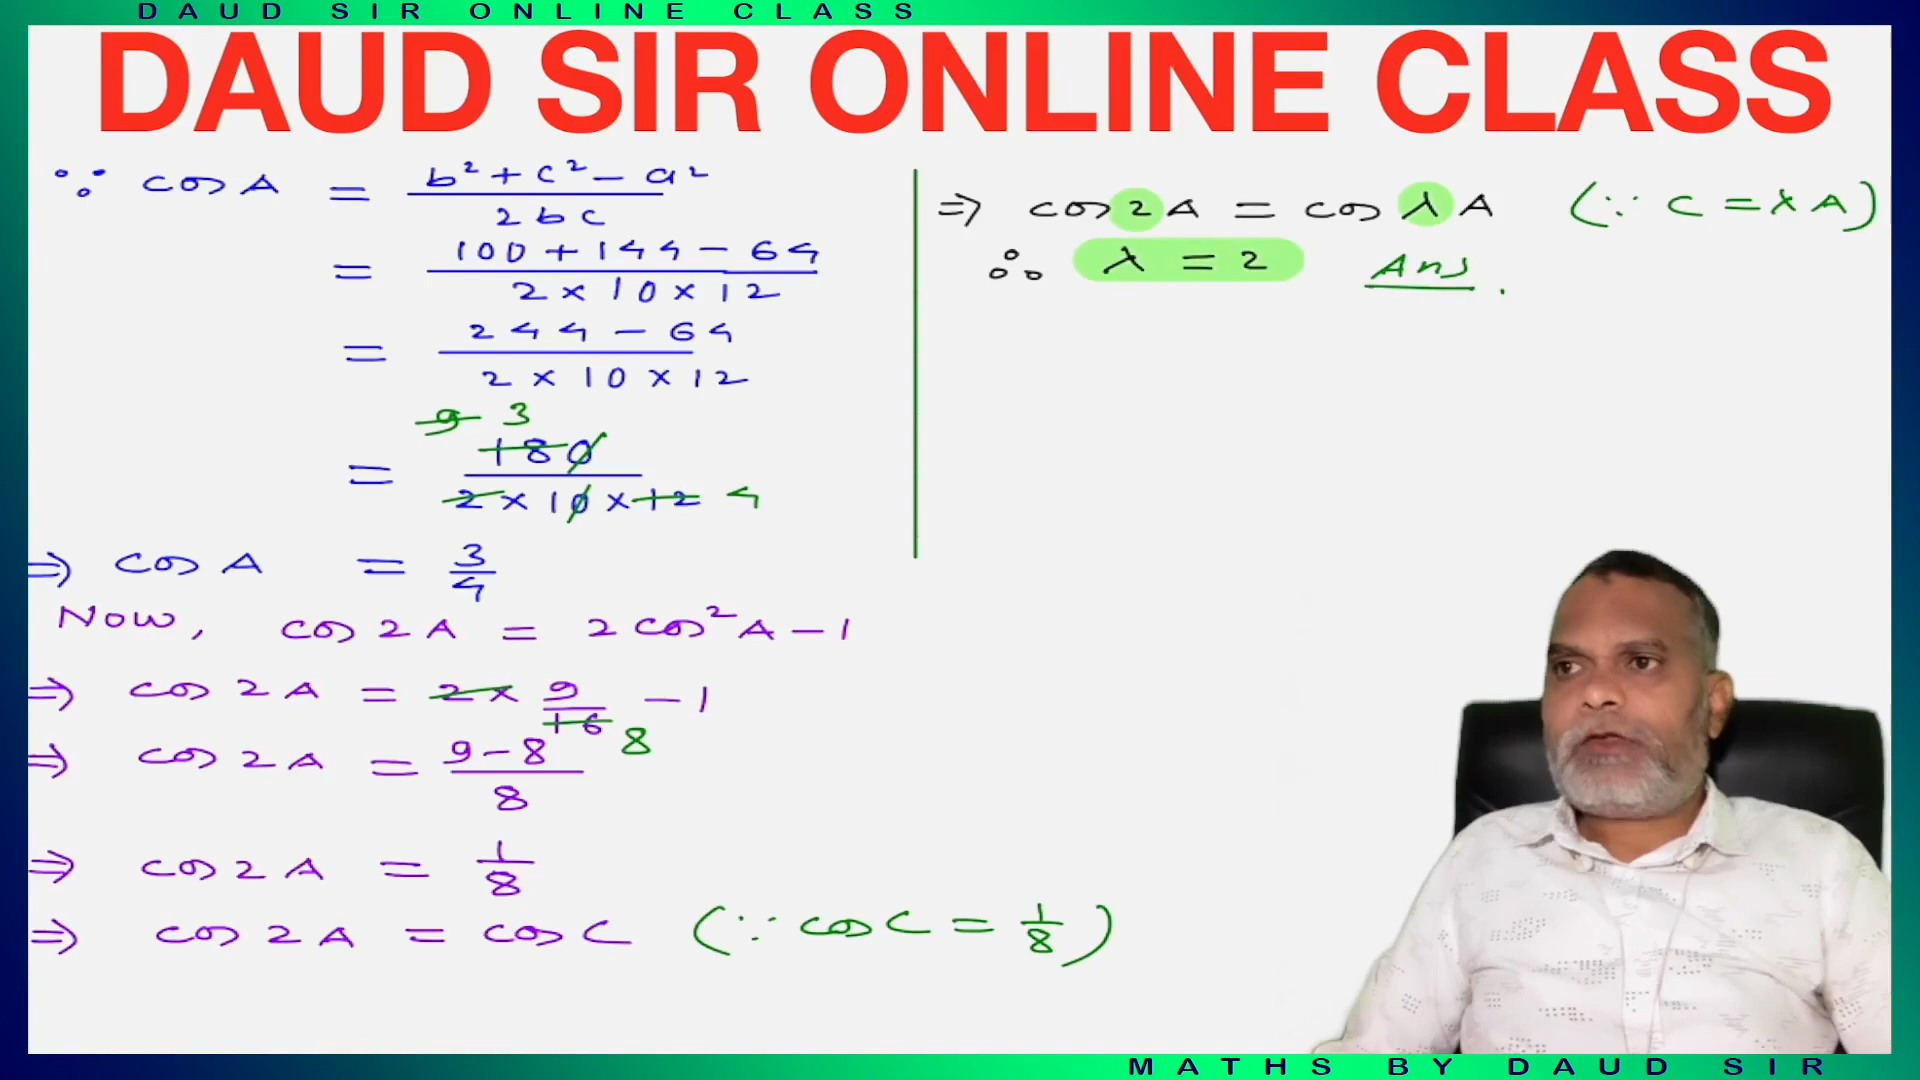 DAUD SIR ONLINE CLASS
DAUD SIR ONLINE CLASS
∵ cos A = (b² + c² − a²) / 2bc
= (100 + 144 − 64) / (2 × 10 × 12)
= (244 − 64) / (2 × 10 × 12)
9 3
= 180 / (2 × 10 × 12) 4
⇒ cos A = 3/4
Now, cos 2A = 2 cos² A − 1
⇒ cos 2A = 2 × 9/16 − 1
8
⇒ cos 2A = (9 − 8) / 8
⇒ cos 2A = 1/8
⇒ cos 2A = cos C (∵ cos C = 1/8)
⇒ cos 2A = cos λA (∵ C = λA)
∴ λ = 2 Ans.
MATHS BY DAUD SIR